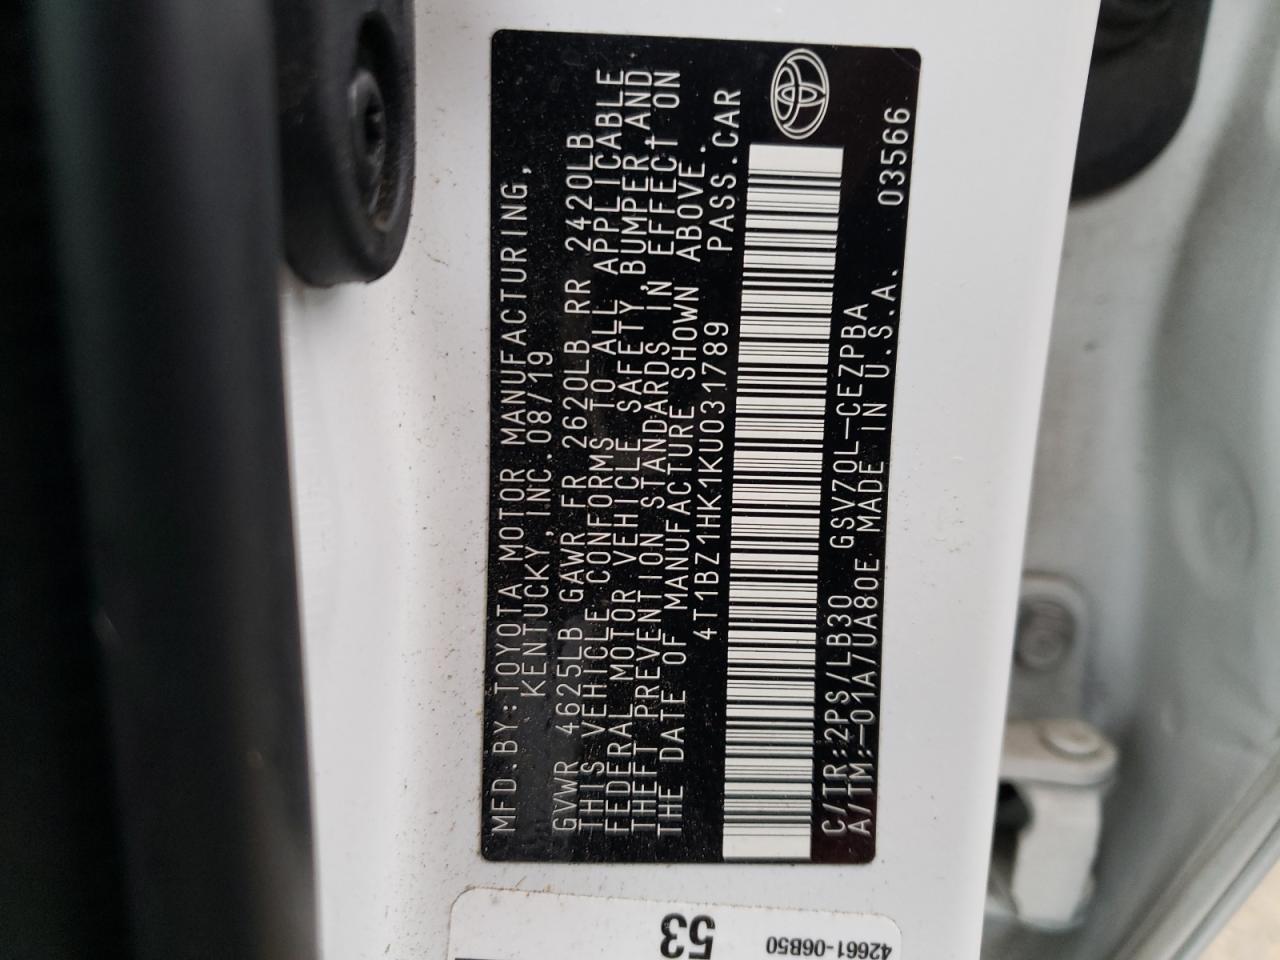 MFD.BY:TOYOTA MOTOR MANUFACTURING,
KENTUCKY, INC.08/19
GVWR 4625LB GAWR FR 2620LB RR 2420LB
THIS VEHICLE CONFORMS TO ALL APPLICABLE
FEDERAL MOTOR VEHICLE SAFETY,BUMPER,AND
THEFT PREVENTION STANDARDS IN EFFECT ON
THE DATE OF MANUFACTURE SHOWN ABOVE.
4T1BZ1HK1KU031789 PASS.CAR
C/TR:2PS/LB30 GSV70L-CEZPBA
A/TM:-01A/UA80E MADE IN U.S.A. 03566
53
42661-06B50